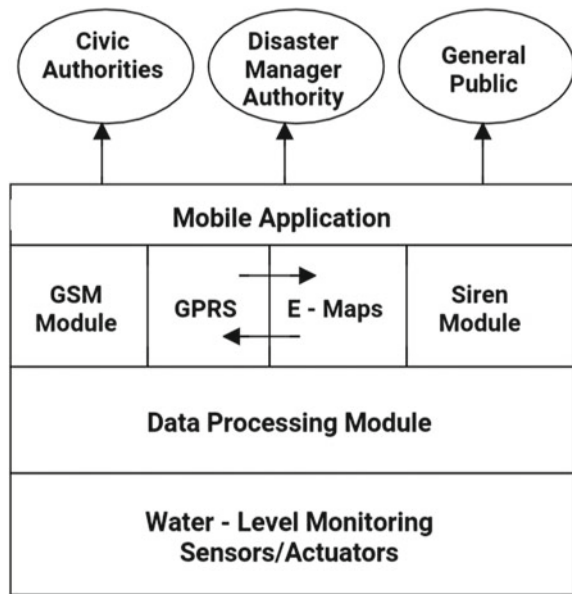 Civic
Authorities
Disaster
Manager
Authority
General
Public
Mobile Application
GSM
Module
GPRS
E - Maps
Siren
Module
Data Processing Module
Water - Level Monitoring
Sensors/Actuators